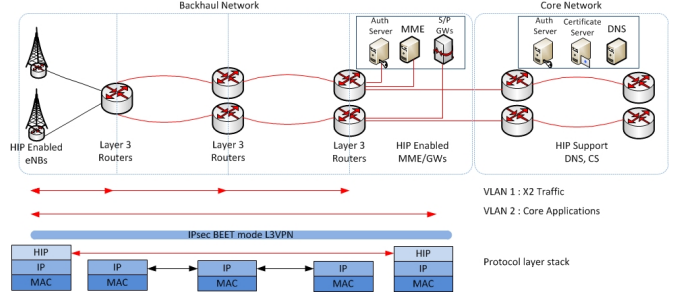 Backhaul Network
Core Network
Auth
Server
MME
S/P
GWs
Auth
Server
Certificate
Server
DNS
HIP Enabled
eNBs
Layer 3
Routers
Layer 3
Routers
Layer 3
Routers
HIP Enabled
MME/GWs
HIP Support
DNS, CS
VLAN 1 : X2 Traffic
VLAN 2 : Core Applications
IPsec BEET mode L3VPN
HIP
HIP
IP
IP
IP
IP
IP
MAC
MAC
MAC
MAC
MAC
Protocol layer stack